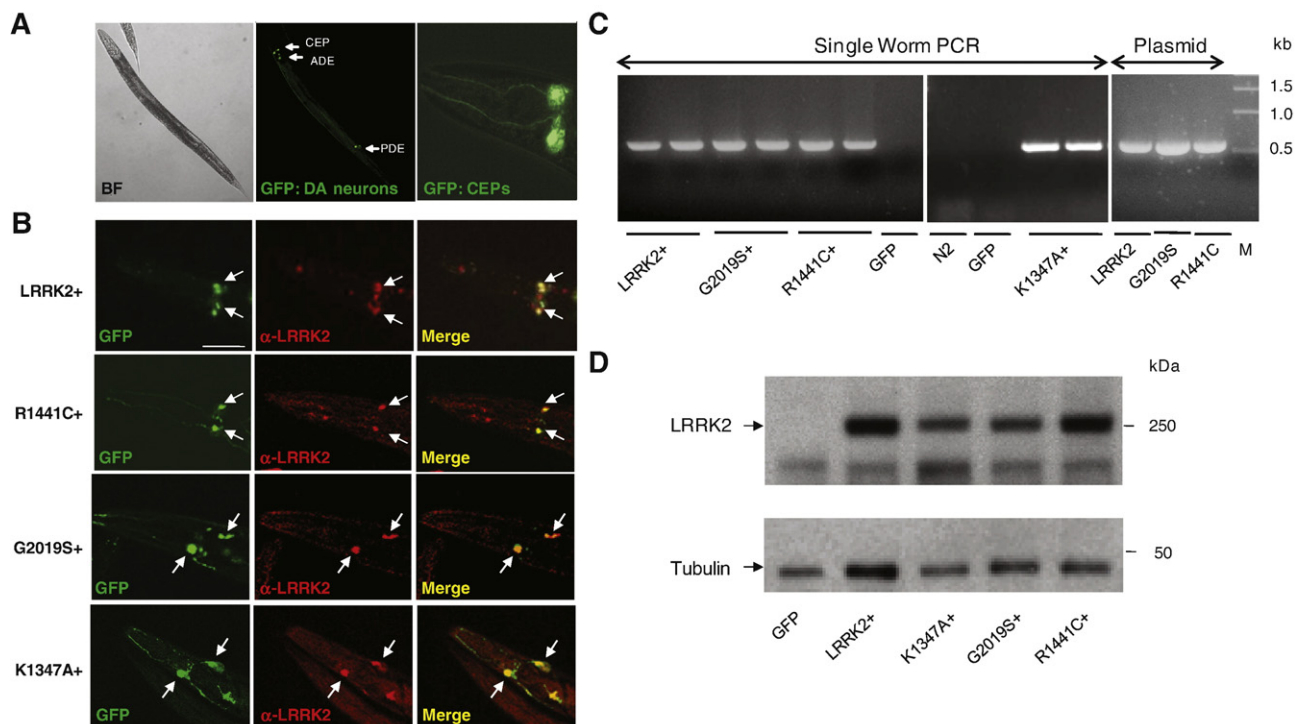 A
BF
CEP
ADE
PDE
GFP: DA neurons
GFP: CEPs
B
LRRK2+
GFP
α-LRRK2
Merge
R1441C+
GFP
α-LRRK2
Merge
G2019S+
GFP
α-LRRK2
Merge
K1347A+
GFP
α-LRRK2
Merge
C
Single Worm PCR
Plasmid
kb
1.5
1.0
0.5
LRRK2+
G2019S+
R1441C+
GFP
N2
GFP
K1347A+
LRRK2
G2019S
R1441C
M
D
kDa
LRRK2
250
50
Tubulin
GFP
LRRK2+
K1347A+
G2019S+
R1441C+